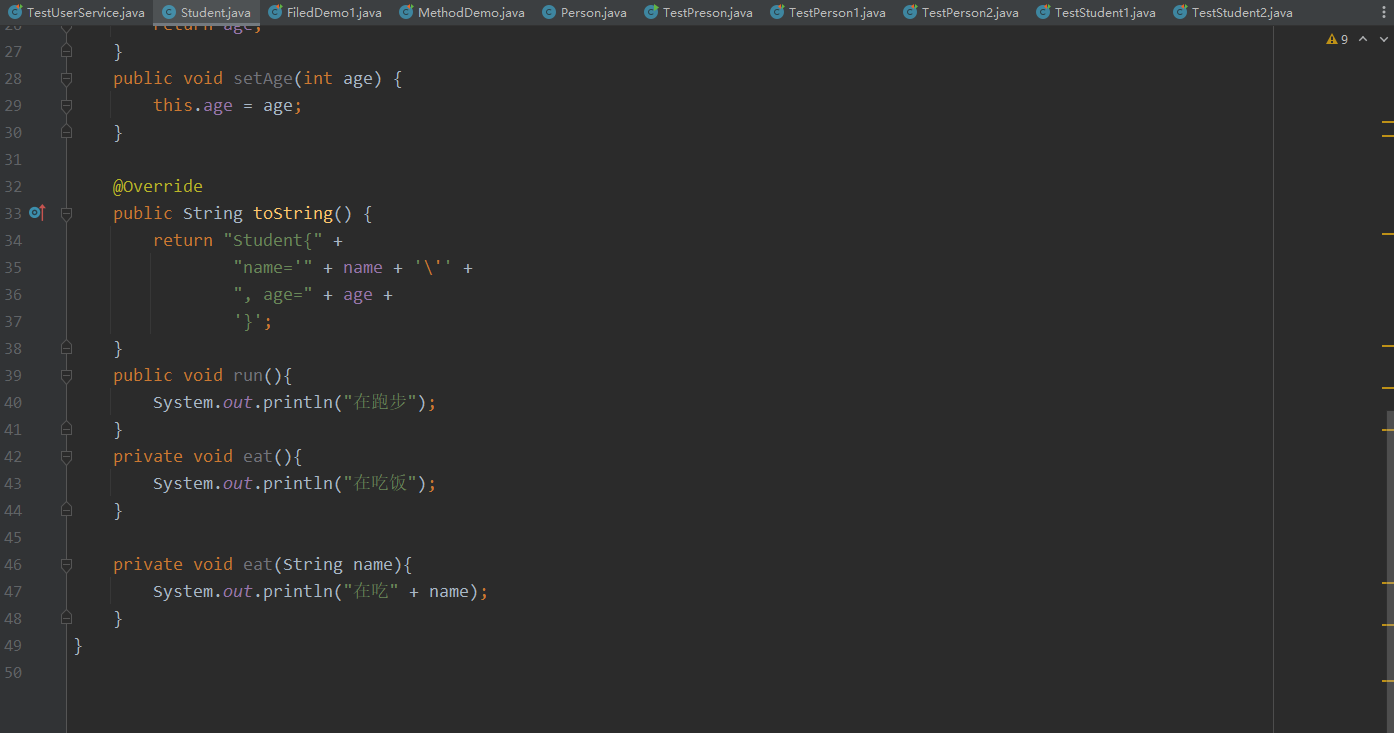 TestUserService.java Student.java FiledDemo1.java MethodDemo.java Person.java TestPreson.java TestPerson1.java TestPerson2.java TestStudent1.java TestStudent2.java
9
26 return age;
27 }
28 public void setAge(int age) {
29 this.age = age;
30 }
31
32 @Override
33 public String toString() {
34 return "Student{" +
35 "name='" + name + '\'' +
36 ", age=" + age +
37 '}';
38 }
39 public void run(){
40 System.out.println("在跑步");
41 }
42 private void eat(){
43 System.out.println("在吃饭");
44 }
45
46 private void eat(String name){
47 System.out.println("在吃" + name);
48 }
49 }
50